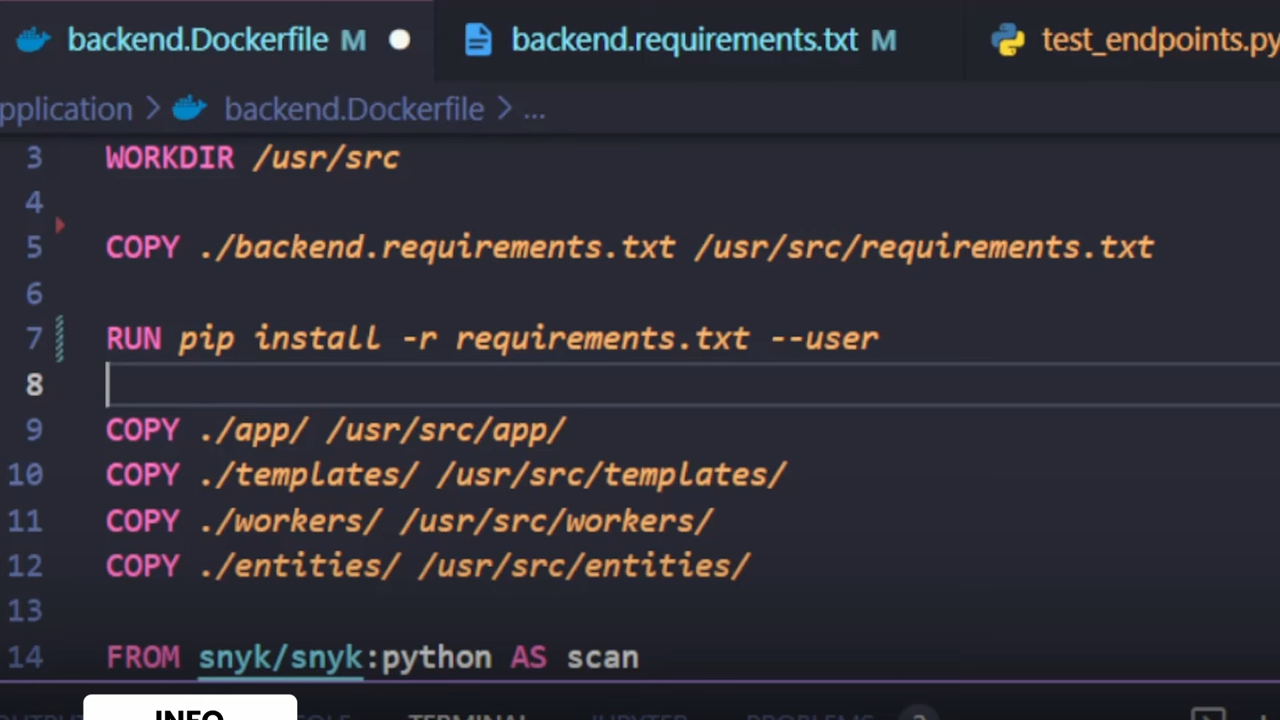 backend.Dockerfile M backend.requirements.txt M test_endpoints.py
pplication > backend.Dockerfile > ...
3 WORKDIR /usr/src
4
5 COPY ./backend.requirements.txt /usr/src/requirements.txt
6
7 RUN pip install -r requirements.txt --user
8
9 COPY ./app/ /usr/src/app/
10 COPY ./templates/ /usr/src/templates/
11 COPY ./workers/ /usr/src/workers/
12 COPY ./entities/ /usr/src/entities/
13
14 FROM snyk/snyk:python AS scan
INFO TERMINAL JUPYTER PROBLEMS